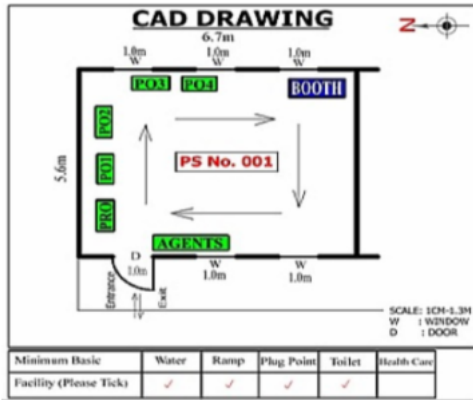 CAD DRAWING
6.7m
Z
1.0m 1.0m 1.0m
W W W
PO3 PO4 BOOTH
PO2
5.6m
PO1
PS No. 001
PRO
AGENTS
D W W
1.0m 1.0m 1.0m
Entrance Exit
SCALE: 1CM-1.3M
W : WINDOW
D : DOOR
Minimum Basic Water Ramp Plug Point Toilet Health Care
Facility (Please Tick) ✓ ✓ ✓ ✓